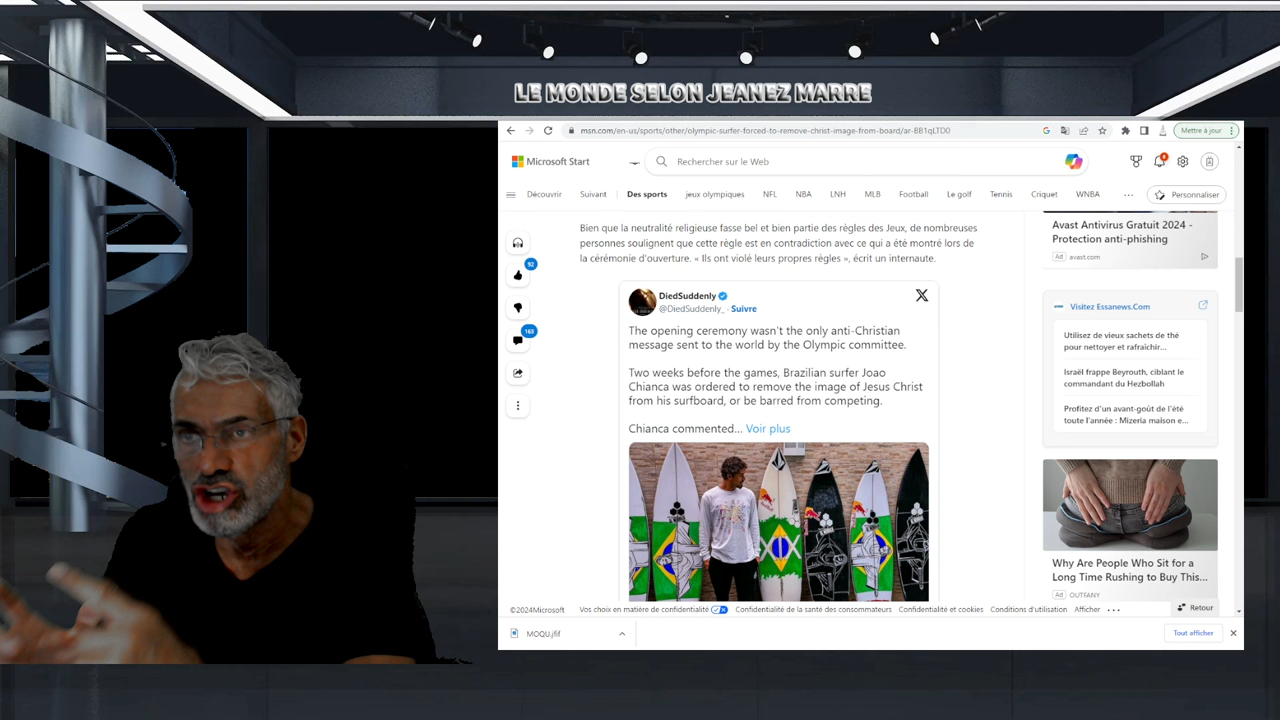 LE MONDE SELON JEANEZ MARRE
msn.com/en-us/sports/other/olympic-surfer-forced-to-remove-christ-image-from-board/ar-BB1qLTD0
Mettre à jour
Microsoft Start
Rechercher sur le Web
8
Découvrir Suivant Des sports jeux olympiques NFL NBA LNH MLB Football Le golf Tennis Criquet WNBA
Personnaliser
Bien que la neutralité religieuse fasse bel et bien partie des règles des Jeux, de nombreuses
personnes soulignent que cette règle est en contradiction avec ce qui a été montré lors de
la cérémonie d'ouverture. « Ils ont violé leurs propres règles », écrit un internaute.
92
163
DiedSuddenly
@DiedSuddenly_ · Suivre
The opening ceremony wasn't the only anti-Christian
message sent to the world by the Olympic committee.
Two weeks before the games, Brazilian surfer Joao
Chianca was ordered to remove the image of Jesus Christ
from his surfboard, or be barred from competing.
Chianca commented... Voir plus
Avast Antivirus Gratuit 2024 -
Protection anti-phishing
Ad avast.com
Visitez Essanews.Com
Utilisez de vieux sachets de thé
pour nettoyer et rafraîchir...
Israël frappe Beyrouth, ciblant le
commandant du Hezbollah
Profitez d'un avant-goût de l'été
toute l'année : Mizeria maison e...
Why Are People Who Sit for a
Long Time Rushing to Buy This...
Ad OUTFANY
©2024Microsoft Vos choix en matière de confidentialité Confidentialité de la santé des consommateurs Confidentialité et cookies Conditions d'utilisation Afficher
Retour
MOQU.jfif
Tout afficher